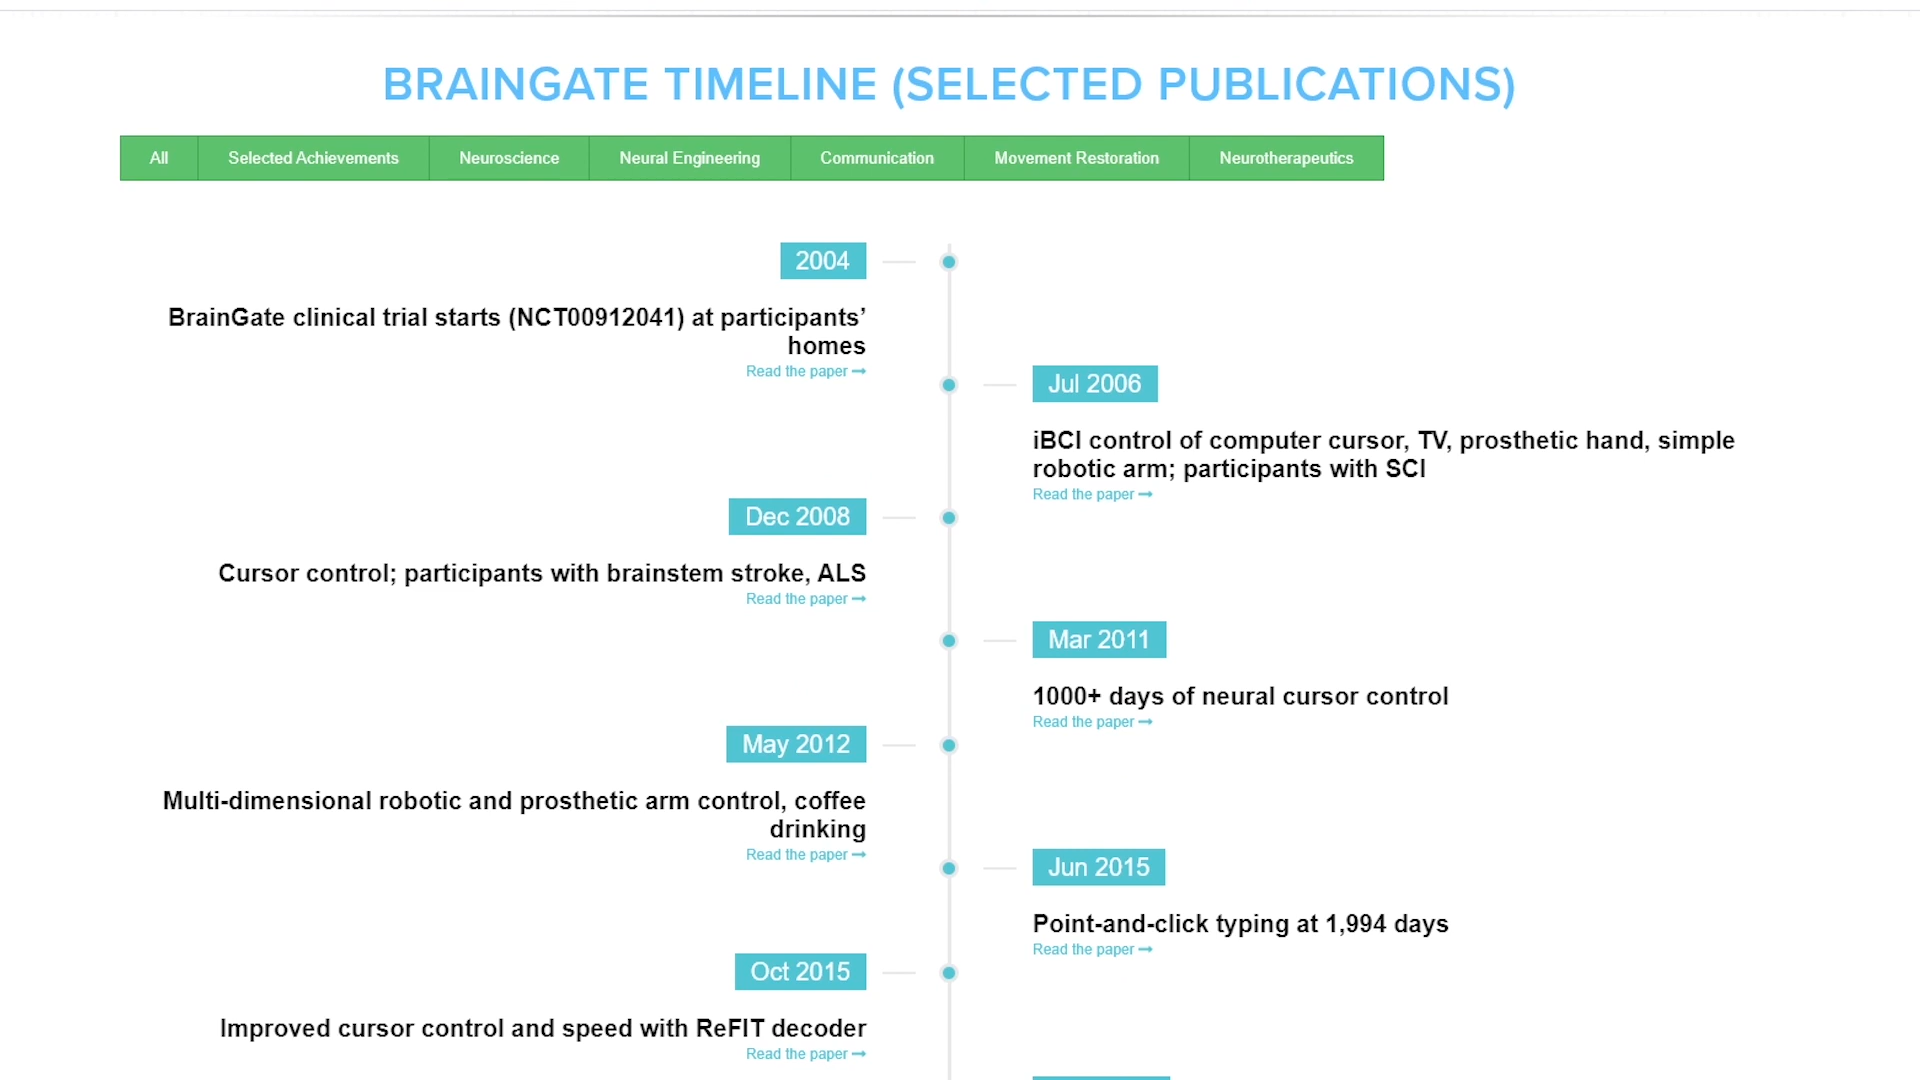 BRAINGATE TIMELINE (SELECTED PUBLICATIONS)
All
Selected Achievements
Neuroscience
Neural Engineering
Communication
Movement Restoration
Neurotherapeutics
2004
BrainGate clinical trial starts (NCT00912041) at participants’
homes
Read the paper ➞
Jul 2006
iBCI control of computer cursor, TV, prosthetic hand, simple
robotic arm; participants with SCI
Read the paper ➞
Dec 2008
Cursor control; participants with brainstem stroke, ALS
Read the paper ➞
Mar 2011
1000+ days of neural cursor control
Read the paper ➞
May 2012
Multi-dimensional robotic and prosthetic arm control, coffee
drinking
Read the paper ➞
Jun 2015
Point-and-click typing at 1,994 days
Read the paper ➞
Oct 2015
Improved cursor control and speed with ReFIT decoder
Read the paper ➞